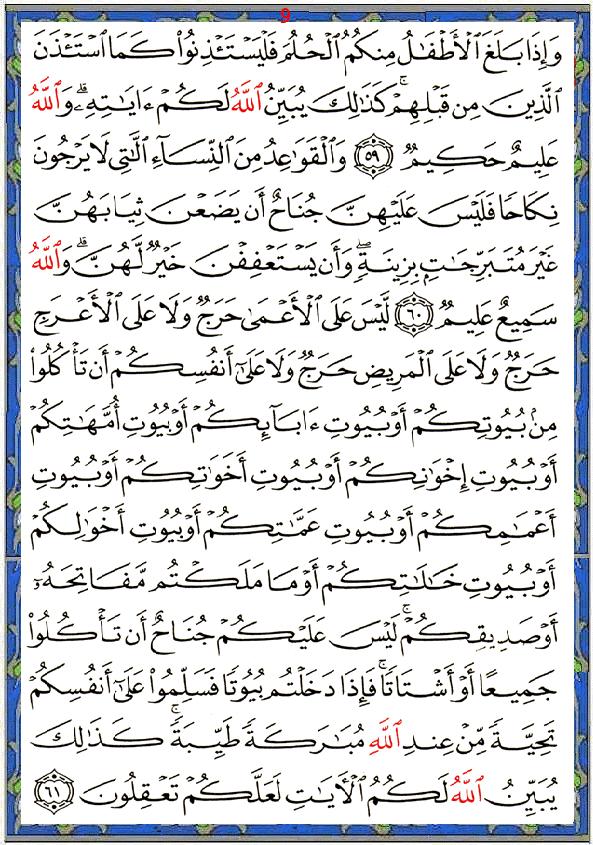 9
وَإِذَا بَلَغَ ٱلْأَطْفَٰلُ مِنكُمُ ٱلْحُلُمَ فَلْيَسْتَـْٔذِنُوا۟ كَمَا ٱسْتَـْٔذَنَ
ٱلَّذِينَ مِن قَبْلِهِمْ ۚ كَذَٰلِكَ يُبَيِّنُ ٱللَّهُ لَكُمْ ءَايَٰتِهِۦ ۗ وَٱللَّهُ
عَلِيمٌ حَكِيمٌ ٥٩ وَٱلْقَوَٰعِدُ مِنَ ٱلنِّسَآءِ ٱلَّٰتِى لَا يَرْجُونَ
نِكَاحًا فَلَيْسَ عَلَيْهِنَّ جُنَاحٌ أَن يَضَعْنَ ثِيَابَهُنَّ
غَيْرَ مُتَبَرِّجَٰتٍۭ بِزِينَةٍ ۖ وَأَن يَسْتَعْفِفْنَ خَيْرٌ لَّهُنَّ ۗ وَٱللَّهُ
سَمِيعٌ عَلِيمٌ ٦٠ لَّيْسَ عَلَى ٱلْأَعْمَىٰ حَرَجٌ وَلَا عَلَى ٱلْأَعْرَجِ
حَرَجٌ وَلَا عَلَى ٱلْمَرِيضِ حَرَجٌ وَلَا عَلَىٰٓ أَنفُسِكُمْ أَن تَأْكُلُوا۟
مِنۢ بُيُوتِكُمْ أَوْ بُيُوتِ ءَابَآئِكُمْ أَوْ بُيُوتِ أُمَّهَٰتِكُمْ
أَوْ بُيُوتِ إِخْوَٰنِكُمْ أَوْ بُيُوتِ أَخَوَٰتِكُمْ أَوْ بُيُوتِ
أَعْمَٰمِكُمْ أَوْ بُيُوتِ عَمَّٰتِكُمْ أَوْ بُيُوتِ أَخْوَٰلِكُمْ
أَوْ بُيُوتِ خَٰلَٰتِكُمْ أَوْ مَا مَلَكْتُم مَّفَاتِحَهُۥٓ
أَوْ صَدِيقِكُمْ ۚ لَيْسَ عَلَيْكُمْ جُنَاحٌ أَن تَأْكُلُوا۟
جَمِيعًا أَوْ أَشْتَاتًا ۚ فَإِذَا دَخَلْتُم بُيُوتًا فَسَلِّمُوا۟ عَلَىٰٓ أَنفُسِكُمْ
تَحِيَّةً مِّنْ عِندِ ٱللَّهِ مُبَٰرَكَةً طَيِّبَةً ۚ كَذَٰلِكَ
يُبَيِّنُ ٱللَّهُ لَكُمُ ٱلْءَايَٰتِ لَعَلَّكُمْ تَعْقِلُونَ ٦١